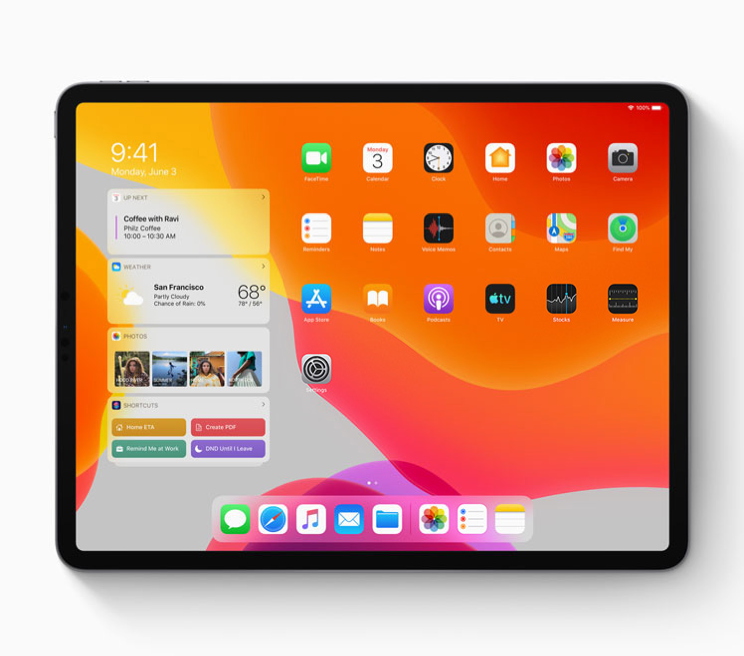 100%
9:41
Monday, June 3
UP NEXT
Coffee with Ravi
Philz Coffee
10:00 – 10:30 AM
WEATHER
San Francisco
Partly Cloudy
Chance of Rain: 0%
68°
78° / 56°
PHOTOS
SUMMER
SHORTCUTS
Home ETA
Create PDF
Remind Me at Work
DND Until I Leave
Monday
3
FaceTime
Calendar
Clock
Home
Photos
Camera
Reminders
Notes
Voice Memos
Contacts
Maps
Find My
tv
App Store
Books
Podcasts
TV
Stocks
Measure
Settings